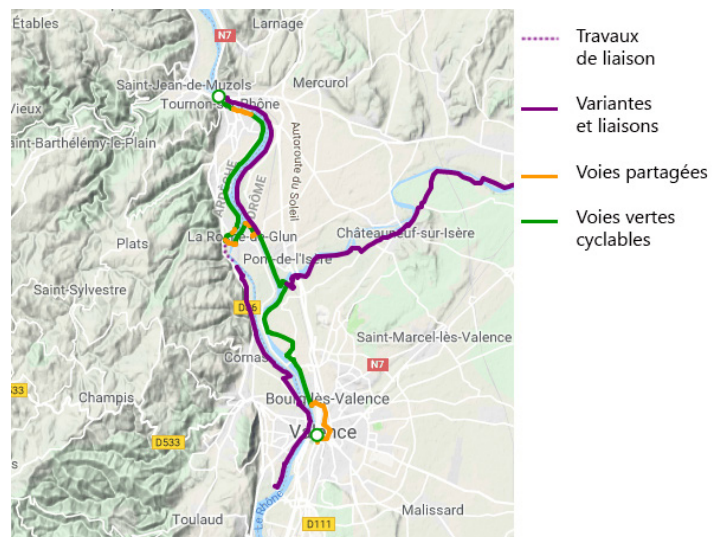 Étables
Larnage
N7
Saint-Jean-de-Muzols
Mercurol
Vieux
Tournon-sur-Rhône
aint-Barthélémy-le-Plain
Autoroute du Soleil
ARDÈCHE
DRÔME
Plats
La Roche-de-Glun
Châteauneuf-sur-Isère
Pont-de-l'Isère
Saint-Sylvestre
D86
Saint-Marcel-lès-Valence
Cornas
N7
533
Champis
Bourg-lès-Valence
Valence
D533
s
Le Rhône
Malissard
Toulaud
D111
Travaux
de liaison
Variantes
et liaisons
Voies partagées
Voies vertes
cyclables